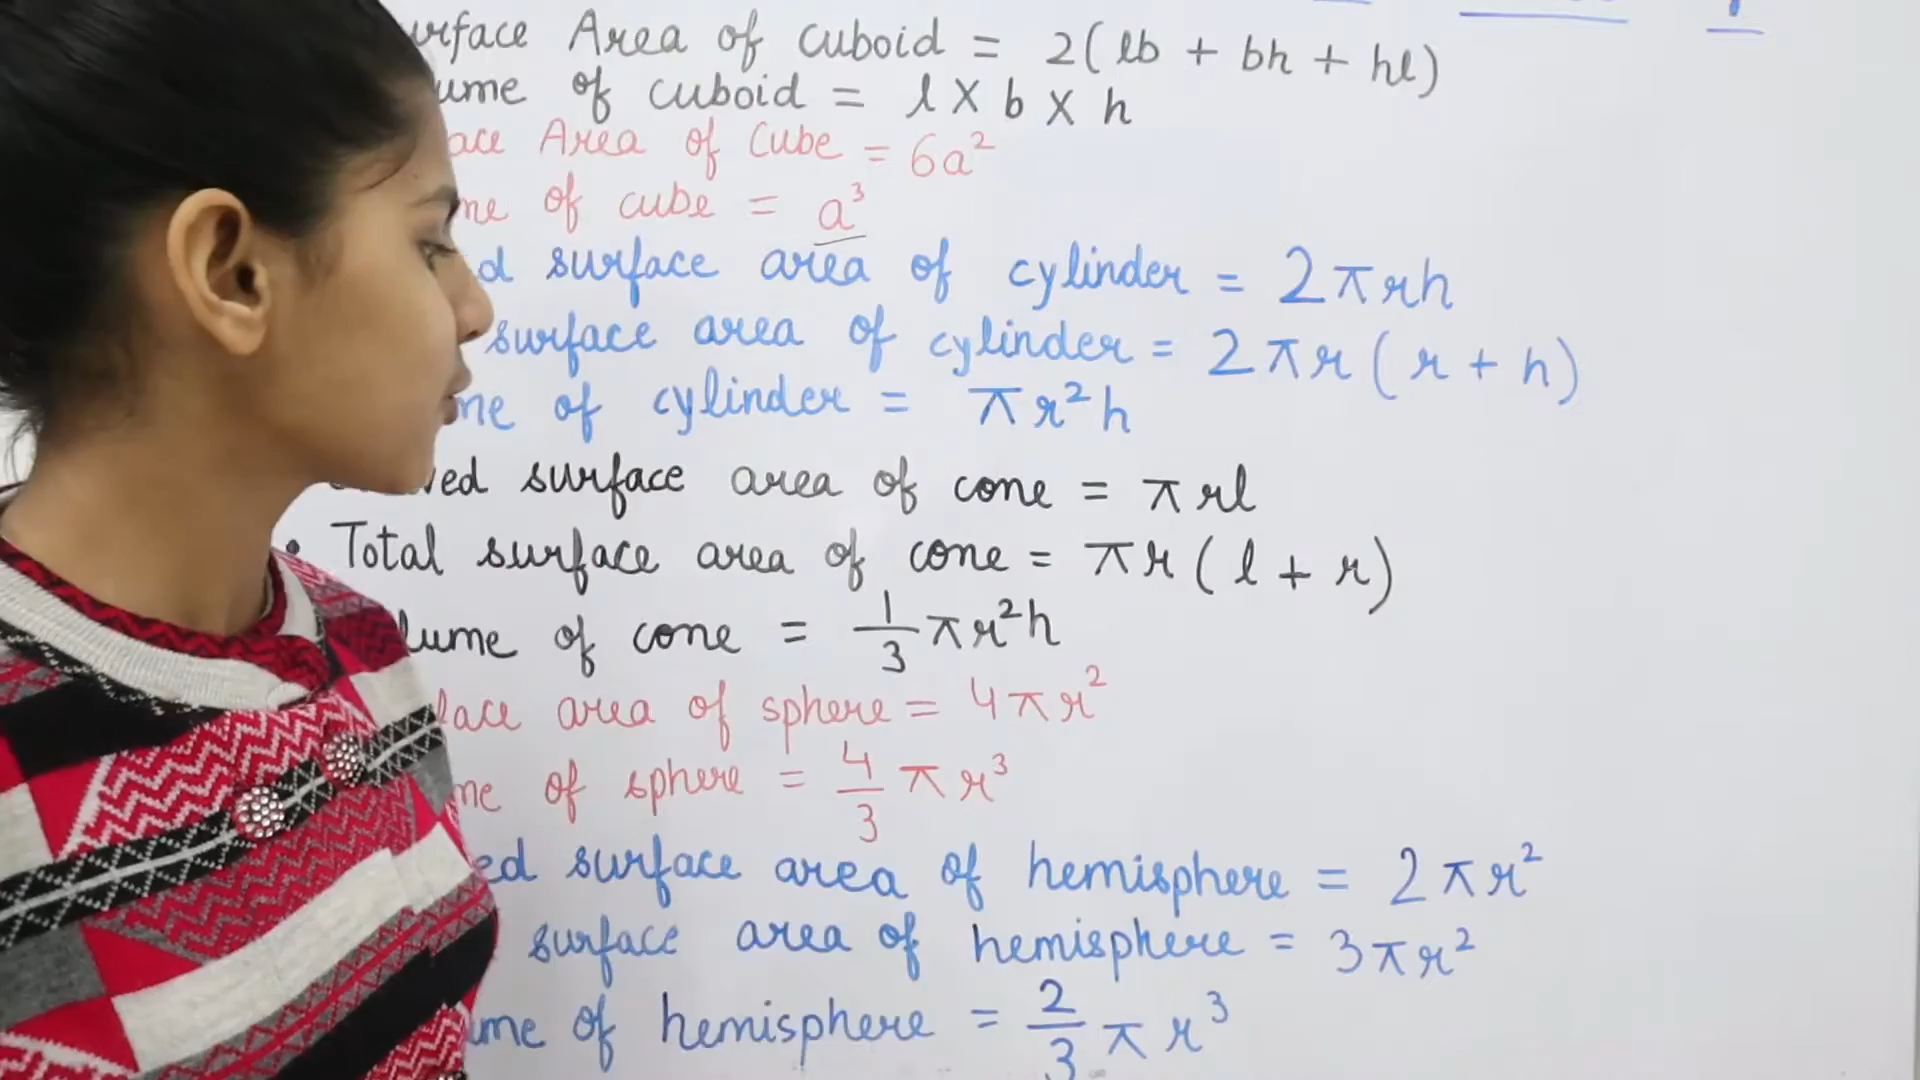 urface Area of cuboid = 2(lb + bh + hl)
ume of cuboid = l X b X h
ace Area of Cube = 6a²
me of cube = a³
d surface area of cylinder = 2πrh
surface area of cylinder = 2πr(r + h)
me of cylinder = πr²h
ved surface area of cone = πrl
• Total surface area of cone = πr(l + r)
lume of cone = 1/3 πr²h
face area of sphere = 4πr²
me of sphere = 4/3 πr³
ed surface area of hemisphere = 2πr²
surface area of hemisphere = 3πr²
ume of hemisphere = 2/3 πr³